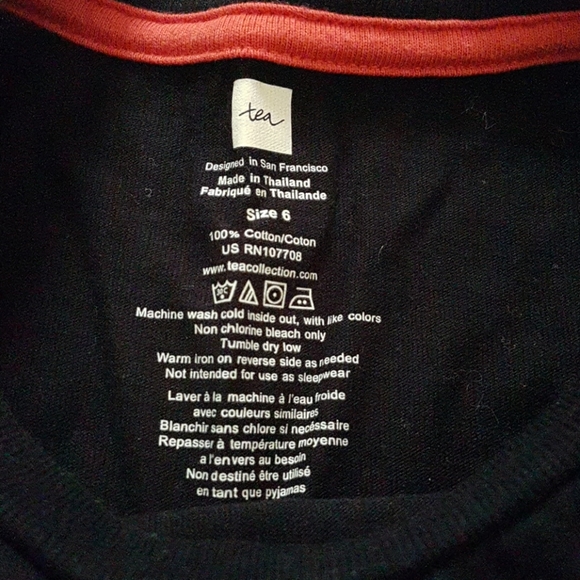 tea
Designed in San Francisco
Made in Thailand
Fabriqué en Thaïlande
Size 6
100% Cotton/Coton
US RN107708
www.teacollection.com
30C
Machine wash cold inside out, with like colors
Non chlorine bleach only
Tumble dry low
Warm iron on reverse side as needed
Not intended for use as sleepwear
Laver à la machine à l'eau froide
avec couleurs similaires
Blanchir sans chlore si nécessaire
Repasser à température moyenne
a l'envers au besoin
Non destiné être utilisé
en tant que pyjamas